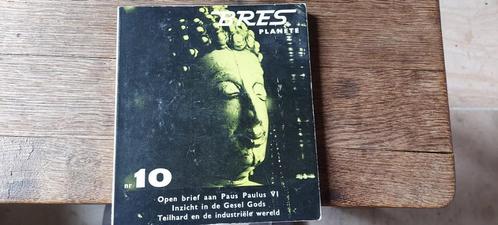 BRES
PLANETE
nr 10
Open brief aan Paus Paulus VI
Inzicht in de Gesel Gods
Teilhard en de industriële wereld